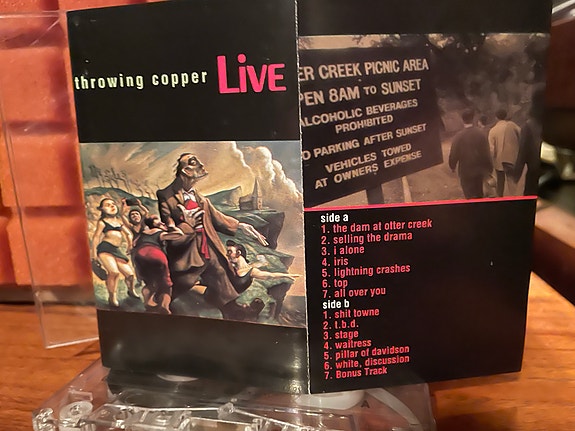 throwing copper LIVE
ER CREEK PICNIC AREA
PEN 8AM TO SUNSET
ALCOHOLIC BEVERAGES
PROHIBITED
O PARKING AFTER SUNSET
VEHICLES TOWED
AT OWNERS EXPENSE
side a
1. the dam at otter creek
2. selling the drama
3. i alone
4. iris
5. lightning crashes
6. top
7. all over you
side b
1. shit towne
2. t.b.d.
3. stage
4. waitress
5. pillar of davidson
6. white, discussion
7. Bonus Track